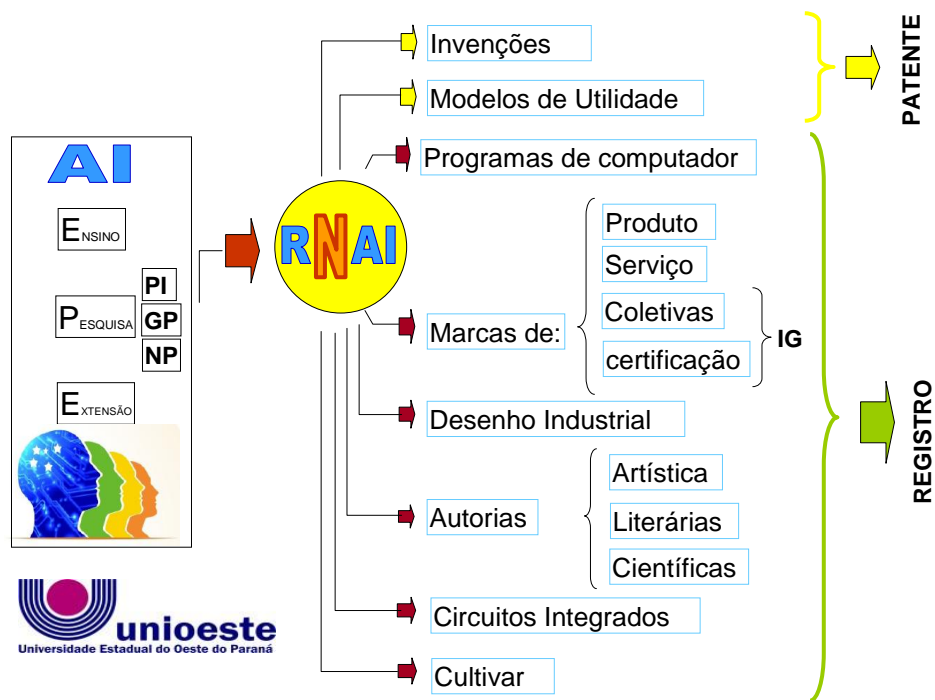 AI
ENSINO
PESQUISA
PI
GP
NP
EXTENSÃO
unioeste
Universidade Estadual do Oeste do Paraná
RNAI
Invenções
Modelos de Utilidade
Programas de computador
Marcas de:
Produto
Serviço
Coletivas
certificação
IG
Desenho Industrial
Autorias
Artística
Literárias
Científicas
Circuitos Integrados
Cultivar
PATENTE
REGISTRO